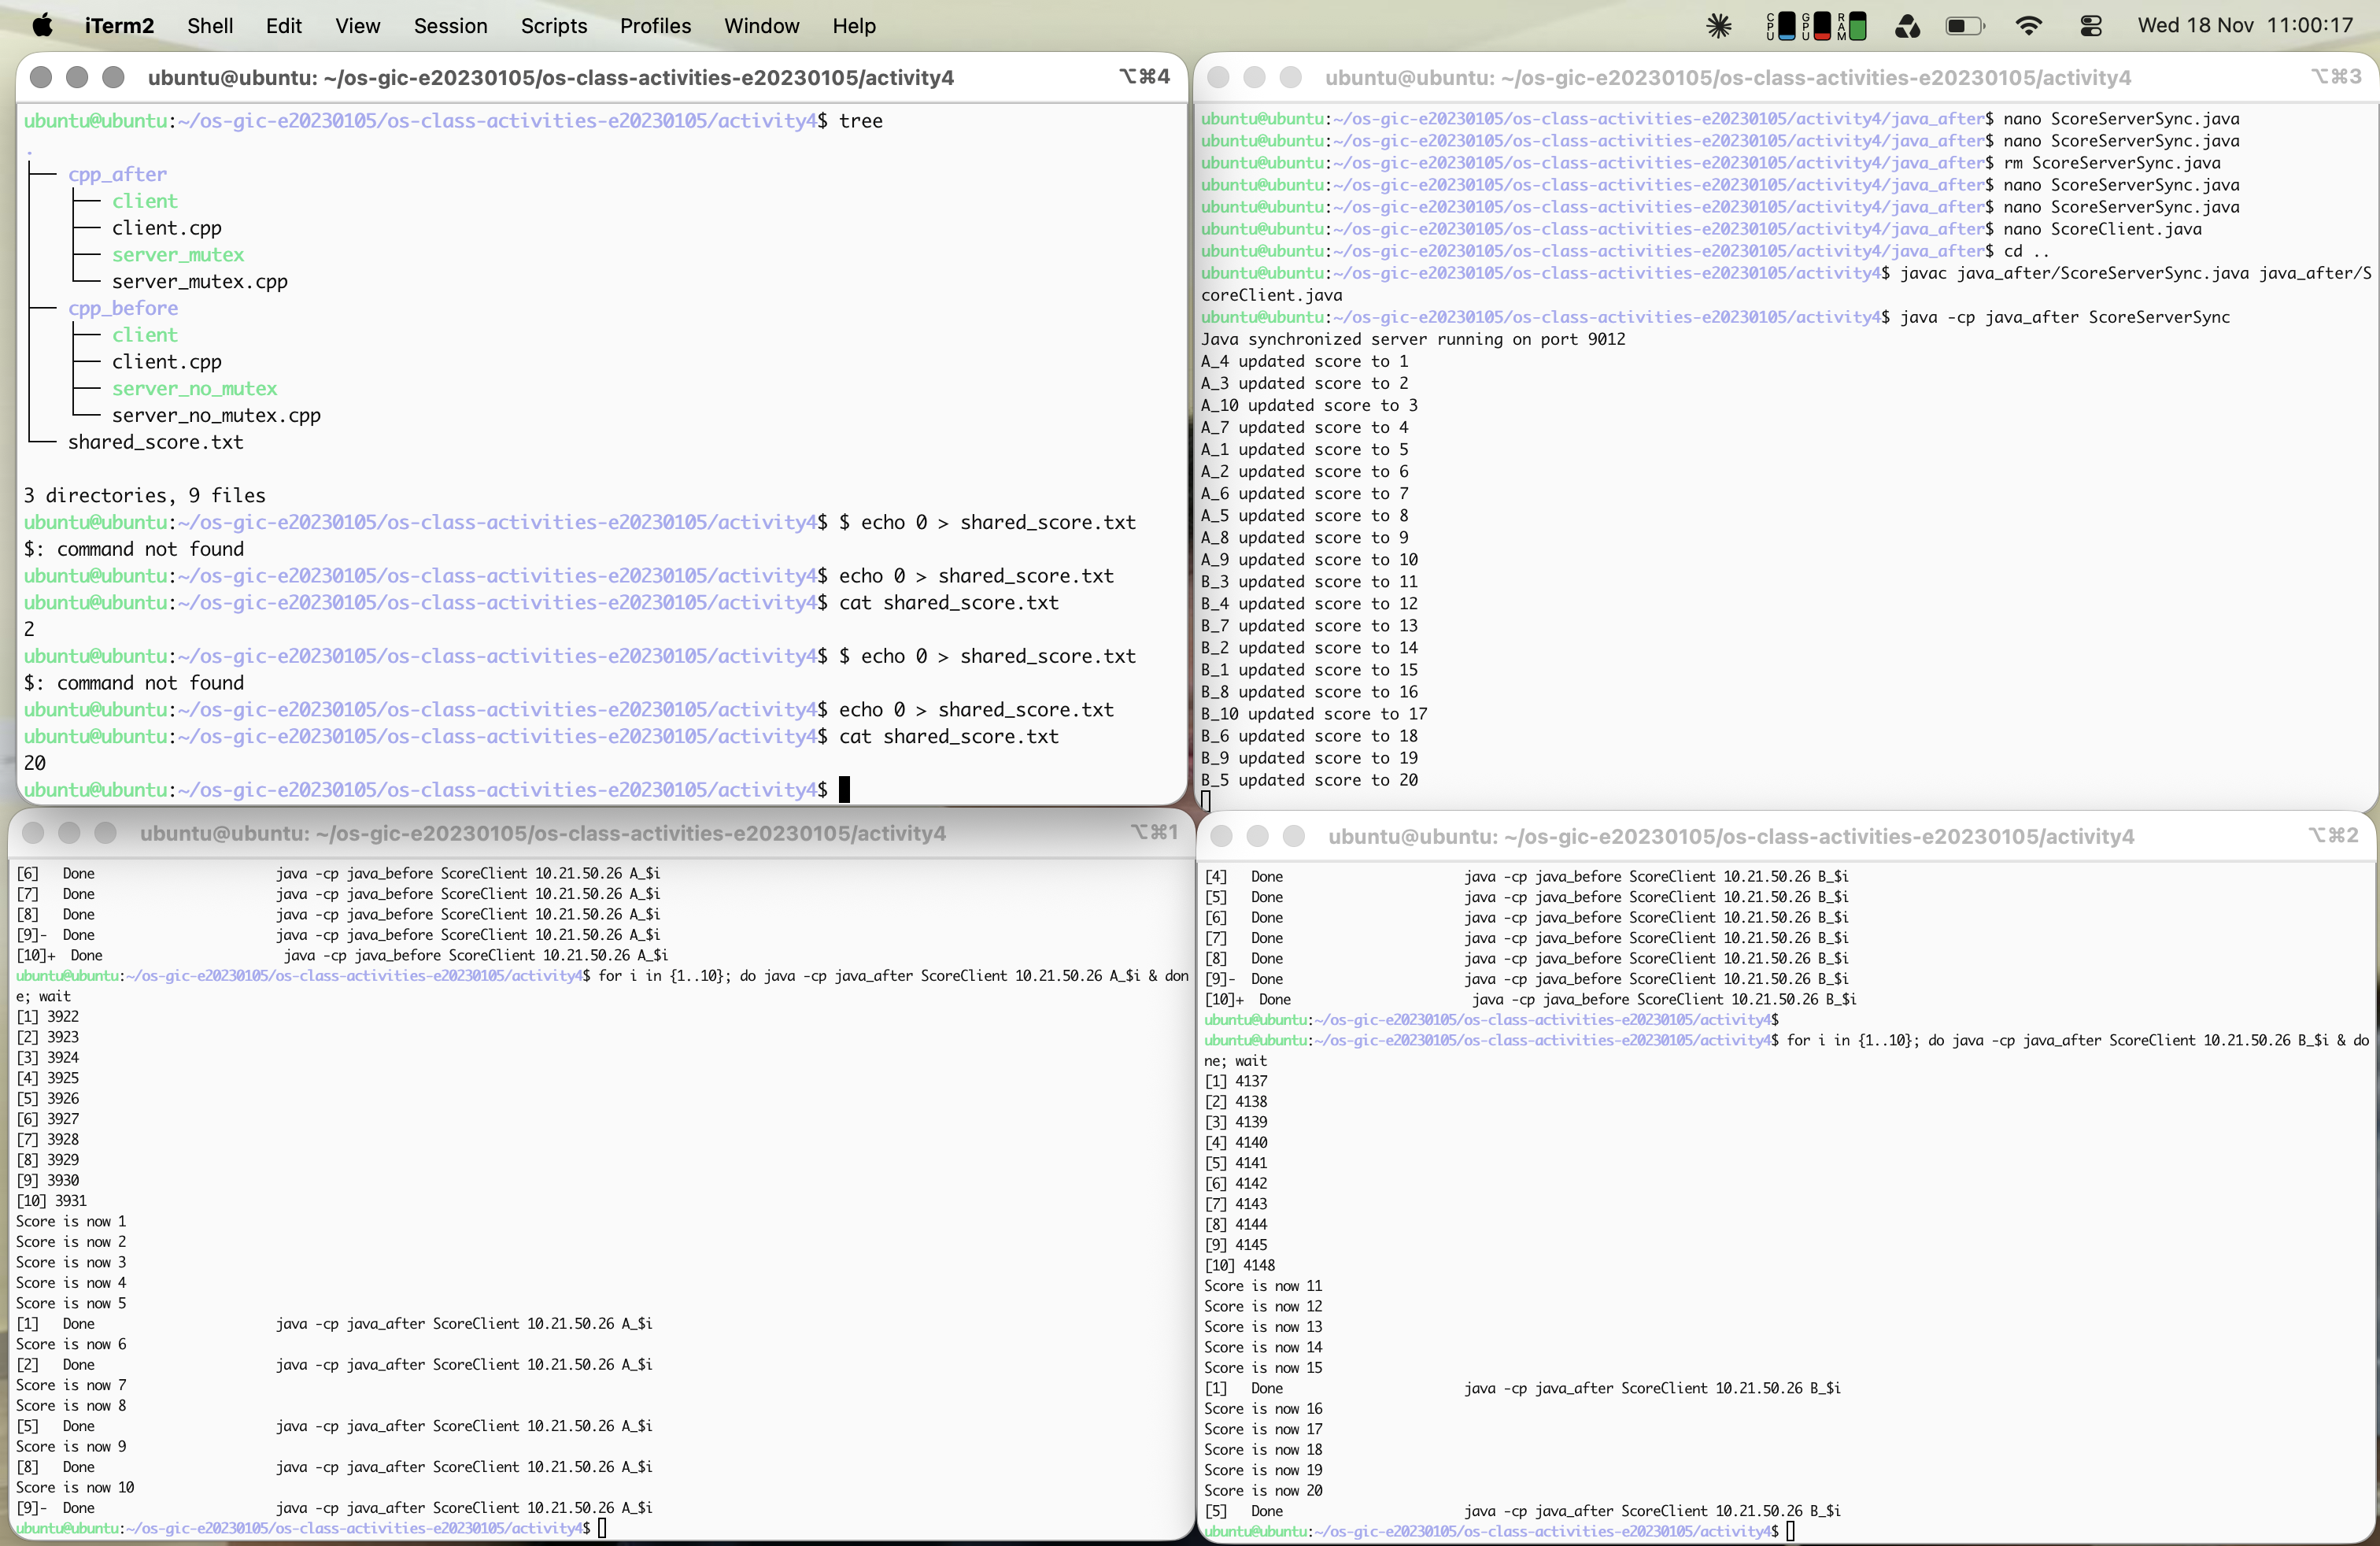 iTerm2 Shell Edit View Session Scripts Profiles Window Help
CPU GPU RAM Wed 18 Nov 11:00:17
ubuntu@ubuntu: ~/os-gic-e20230105/os-class-activities-e20230105/activity4 ⌥⌘4
ubuntu@ubuntu:~/os-gic-e20230105/os-class-activities-e20230105/activity4$ tree
.
├── cpp_after
│   ├── client
│   ├── client.cpp
│   ├── server_mutex
│   └── server_mutex.cpp
├── cpp_before
│   ├── client
│   ├── client.cpp
│   ├── server_no_mutex
│   └── server_no_mutex.cpp
└── shared_score.txt
3 directories, 9 files
ubuntu@ubuntu:~/os-gic-e20230105/os-class-activities-e20230105/activity4$ $ echo 0 > shared_score.txt
$: command not found
ubuntu@ubuntu:~/os-gic-e20230105/os-class-activities-e20230105/activity4$ echo 0 > shared_score.txt
ubuntu@ubuntu:~/os-gic-e20230105/os-class-activities-e20230105/activity4$ cat shared_score.txt
2
ubuntu@ubuntu:~/os-gic-e20230105/os-class-activities-e20230105/activity4$ $ echo 0 > shared_score.txt
$: command not found
ubuntu@ubuntu:~/os-gic-e20230105/os-class-activities-e20230105/activity4$ echo 0 > shared_score.txt
ubuntu@ubuntu:~/os-gic-e20230105/os-class-activities-e20230105/activity4$ cat shared_score.txt
20
ubuntu@ubuntu:~/os-gic-e20230105/os-class-activities-e20230105/activity4$
ubuntu@ubuntu: ~/os-gic-e20230105/os-class-activities-e20230105/activity4 ⌥⌘3
ubuntu@ubuntu:~/os-gic-e20230105/os-class-activities-e20230105/activity4/java_after$ nano ScoreServerSync.java
ubuntu@ubuntu:~/os-gic-e20230105/os-class-activities-e20230105/activity4/java_after$ nano ScoreServerSync.java
ubuntu@ubuntu:~/os-gic-e20230105/os-class-activities-e20230105/activity4/java_after$ rm ScoreServerSync.java
ubuntu@ubuntu:~/os-gic-e20230105/os-class-activities-e20230105/activity4/java_after$ nano ScoreServerSync.java
ubuntu@ubuntu:~/os-gic-e20230105/os-class-activities-e20230105/activity4/java_after$ nano ScoreServerSync.java
ubuntu@ubuntu:~/os-gic-e20230105/os-class-activities-e20230105/activity4/java_after$ nano ScoreClient.java
ubuntu@ubuntu:~/os-gic-e20230105/os-class-activities-e20230105/activity4/java_after$ cd ..
ubuntu@ubuntu:~/os-gic-e20230105/os-class-activities-e20230105/activity4$ javac java_after/ScoreServerSync.java java_after/S
coreClient.java
ubuntu@ubuntu:~/os-gic-e20230105/os-class-activities-e20230105/activity4$ java -cp java_after ScoreServerSync
Java synchronized server running on port 9012
A_4 updated score to 1
A_3 updated score to 2
A_10 updated score to 3
A_7 updated score to 4
A_1 updated score to 5
A_2 updated score to 6
A_6 updated score to 7
A_5 updated score to 8
A_8 updated score to 9
A_9 updated score to 10
B_3 updated score to 11
B_4 updated score to 12
B_7 updated score to 13
B_2 updated score to 14
B_1 updated score to 15
B_8 updated score to 16
B_10 updated score to 17
B_6 updated score to 18
B_9 updated score to 19
B_5 updated score to 20
ubuntu@ubuntu: ~/os-gic-e20230105/os-class-activities-e20230105/activity4 ⌥⌘1
[6]   Done                    java -cp java_before ScoreClient 10.21.50.26 A_$i
[7]   Done                    java -cp java_before ScoreClient 10.21.50.26 A_$i
[8]   Done                    java -cp java_before ScoreClient 10.21.50.26 A_$i
[9]-  Done                    java -cp java_before ScoreClient 10.21.50.26 A_$i
[10]+  Done                    java -cp java_before ScoreClient 10.21.50.26 A_$i
ubuntu@ubuntu:~/os-gic-e20230105/os-class-activities-e20230105/activity4$ for i in {1..10}; do java -cp java_after ScoreClient 10.21.50.26 A_$i & don
e; wait
[1] 3922
[2] 3923
[3] 3924
[4] 3925
[5] 3926
[6] 3927
[7] 3928
[8] 3929
[9] 3930
[10] 3931
Score is now 1
Score is now 2
Score is now 3
Score is now 4
Score is now 5
[1]   Done                    java -cp java_after ScoreClient 10.21.50.26 A_$i
Score is now 6
[2]   Done                    java -cp java_after ScoreClient 10.21.50.26 A_$i
Score is now 7
Score is now 8
[5]   Done                    java -cp java_after ScoreClient 10.21.50.26 A_$i
Score is now 9
[8]   Done                    java -cp java_after ScoreClient 10.21.50.26 A_$i
Score is now 10
[9]-  Done                    java -cp java_after ScoreClient 10.21.50.26 A_$i
ubuntu@ubuntu:~/os-gic-e20230105/os-class-activities-e20230105/activity4$
ubuntu@ubuntu: ~/os-gic-e20230105/os-class-activities-e20230105/activity4 ⌥⌘2
[4]   Done                    java -cp java_before ScoreClient 10.21.50.26 B_$i
[5]   Done                    java -cp java_before ScoreClient 10.21.50.26 B_$i
[6]   Done                    java -cp java_before ScoreClient 10.21.50.26 B_$i
[7]   Done                    java -cp java_before ScoreClient 10.21.50.26 B_$i
[8]   Done                    java -cp java_before ScoreClient 10.21.50.26 B_$i
[9]-  Done                    java -cp java_before ScoreClient 10.21.50.26 B_$i
[10]+  Done                    java -cp java_before ScoreClient 10.21.50.26 B_$i
ubuntu@ubuntu:~/os-gic-e20230105/os-class-activities-e20230105/activity4$
ubuntu@ubuntu:~/os-gic-e20230105/os-class-activities-e20230105/activity4$ for i in {1..10}; do java -cp java_after ScoreClient 10.21.50.26 B_$i & do
ne; wait
[1] 4137
[2] 4138
[3] 4139
[4] 4140
[5] 4141
[6] 4142
[7] 4143
[8] 4144
[9] 4145
[10] 4148
Score is now 11
Score is now 12
Score is now 13
Score is now 14
Score is now 15
[1]   Done                    java -cp java_after ScoreClient 10.21.50.26 B_$i
Score is now 16
Score is now 17
Score is now 18
Score is now 19
Score is now 20
[5]   Done                    java -cp java_after ScoreClient 10.21.50.26 B_$i
ubuntu@ubuntu:~/os-gic-e20230105/os-class-activities-e20230105/activity4$